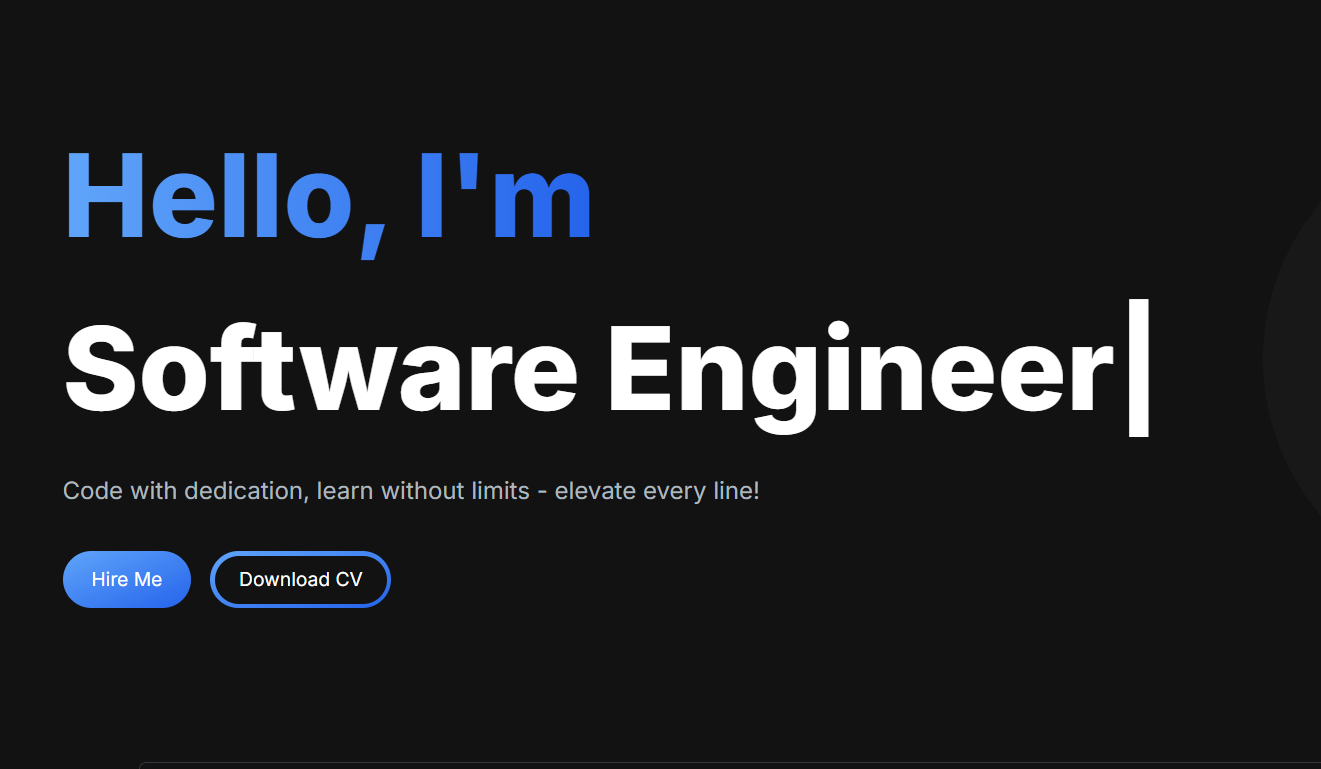 Hello, I'm
Software Engineer
Code with dedication, learn without limits - elevate every line!
Hire Me
Download CV